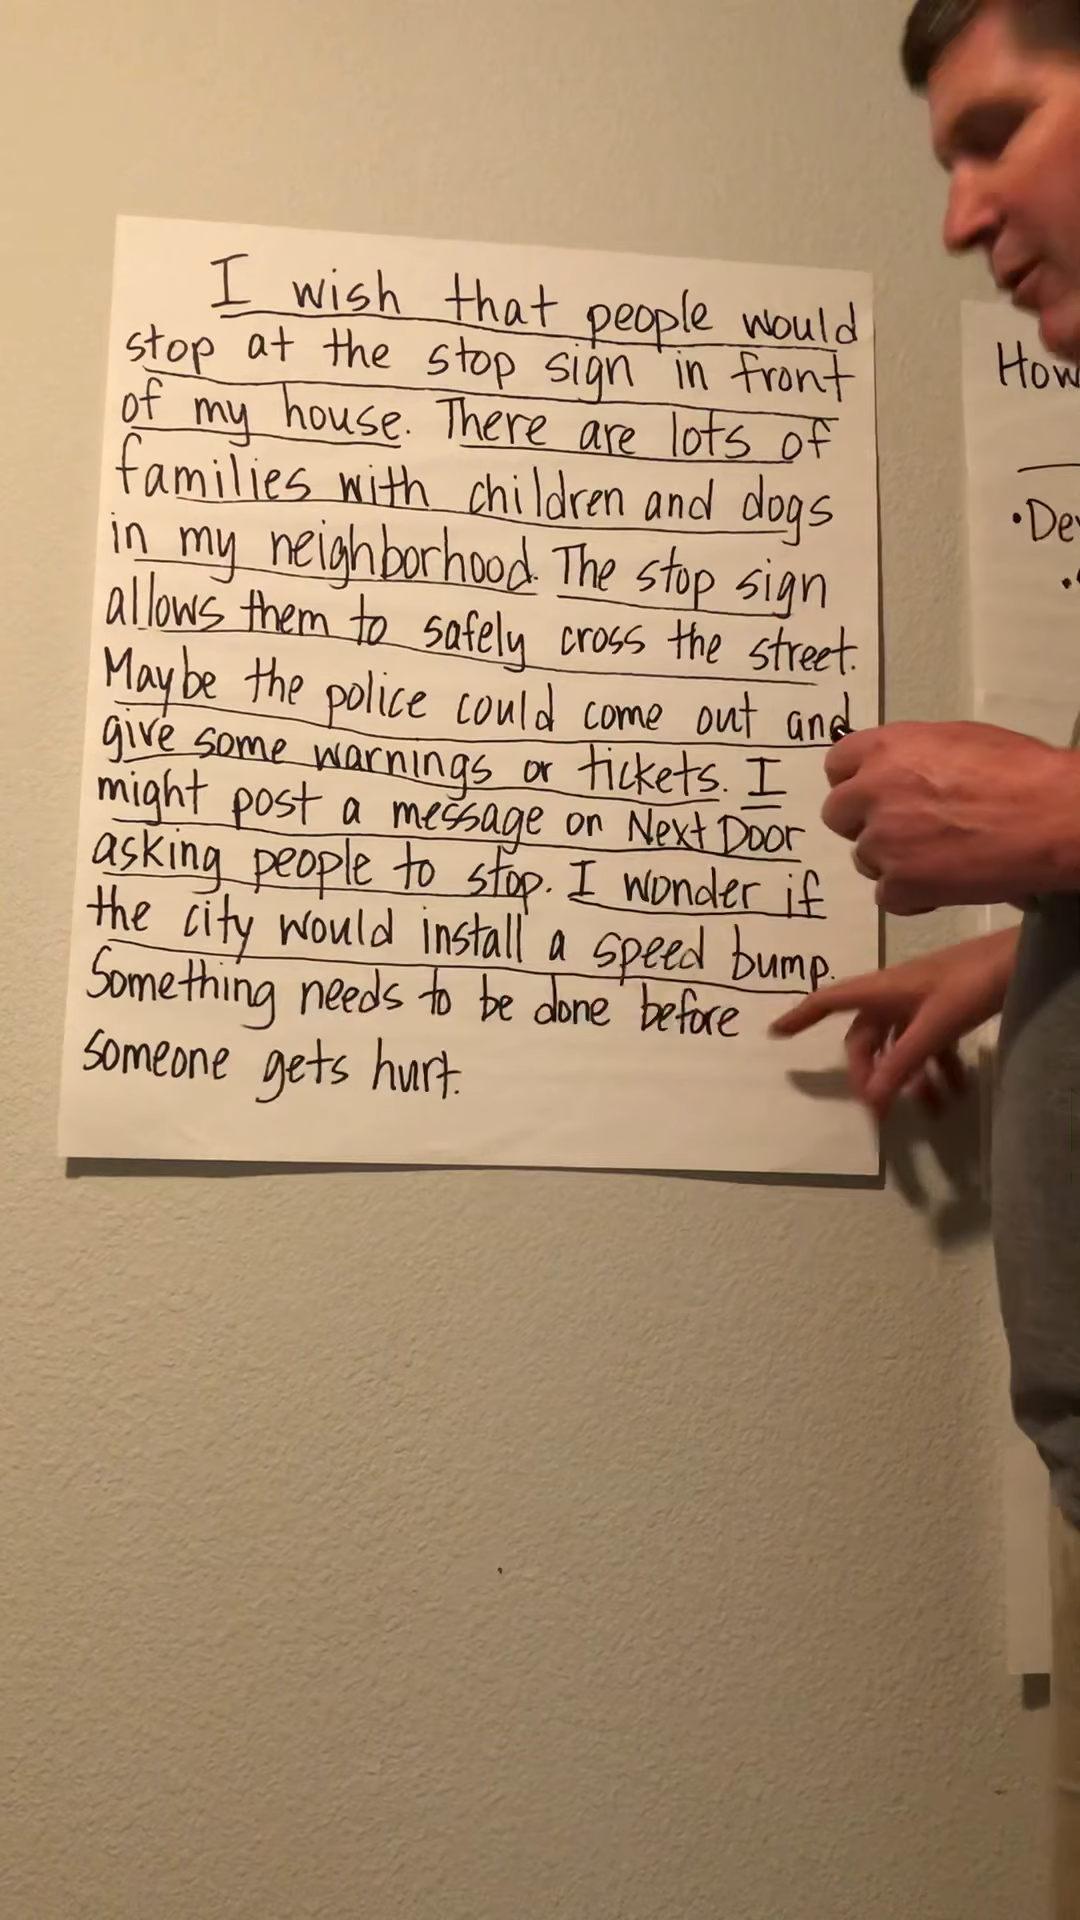 I wish that people would
stop at the stop sign in front
of my house. There are lots of
families with children and dogs
in my neighborhood. The stop sign
allows them to safely cross the street.
Maybe the police could come out and
give some warnings or tickets. I
might post a message on Next Door
asking people to stop. I wonder if
the city would install a speed bump.
Something needs to be done before
someone gets hurt.
How